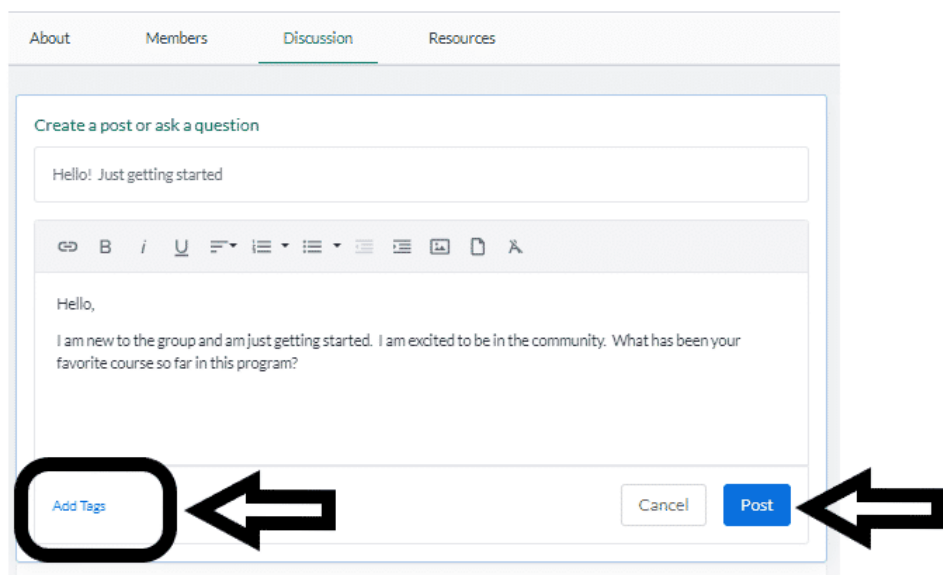 About Members Discussion Resources
Create a post or ask a question
Hello! Just getting started
B i U
Hello,
I am new to the group and am just getting started. I am excited to be in the community. What has been your
favorite course so far in this program?
Add Tags Cancel Post